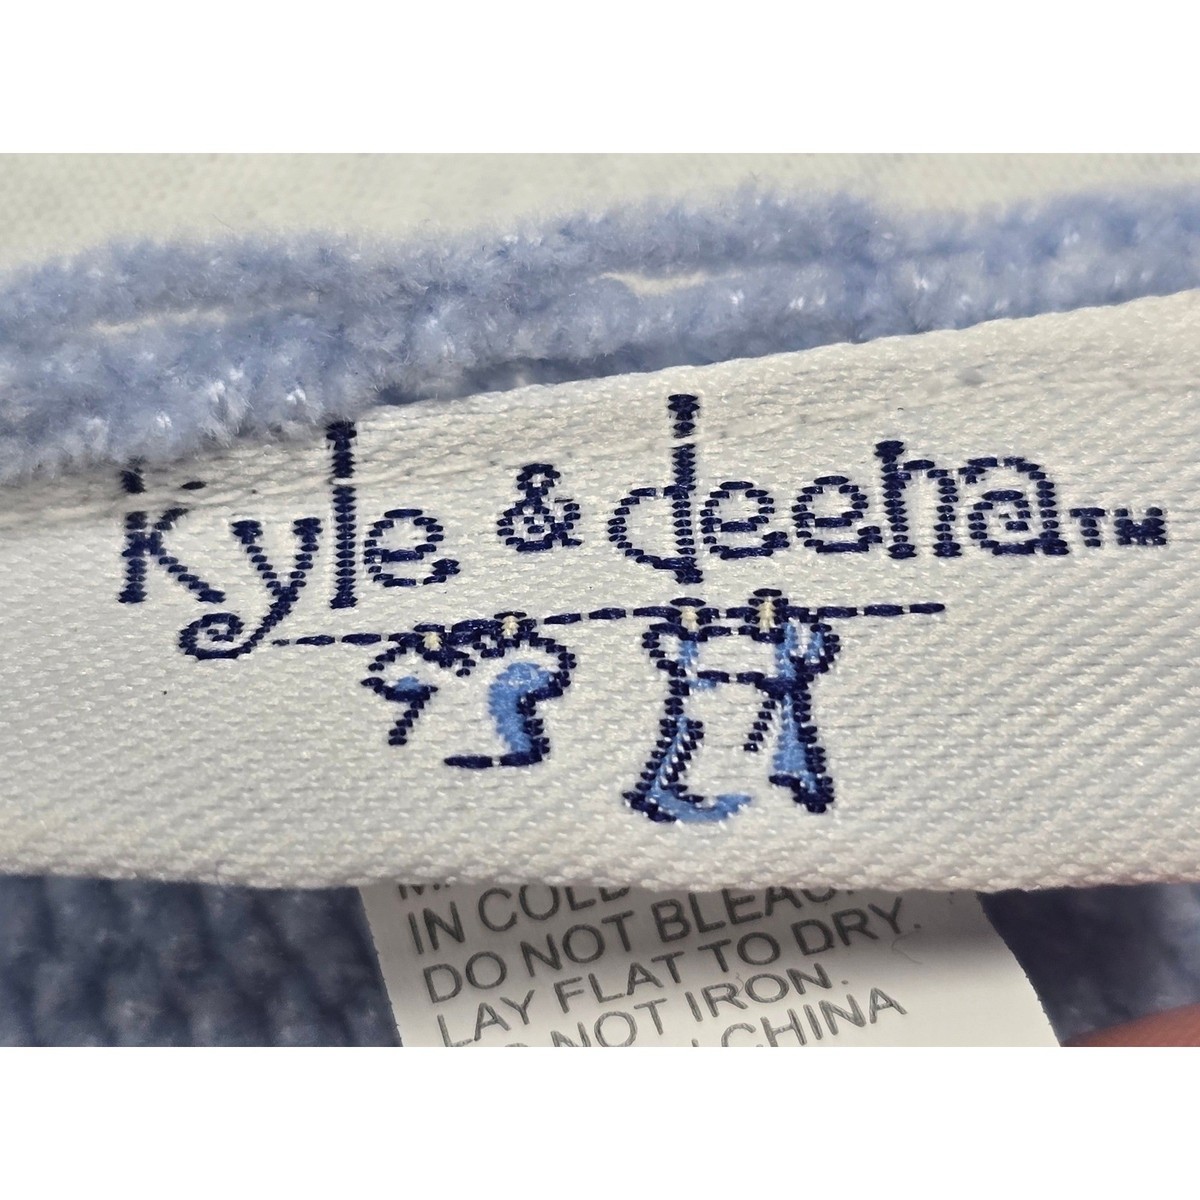 kyle & deena™
IN COLD
DO NOT BLEACH.
LAY FLAT TO DRY.
NOT IRON.
CHINA